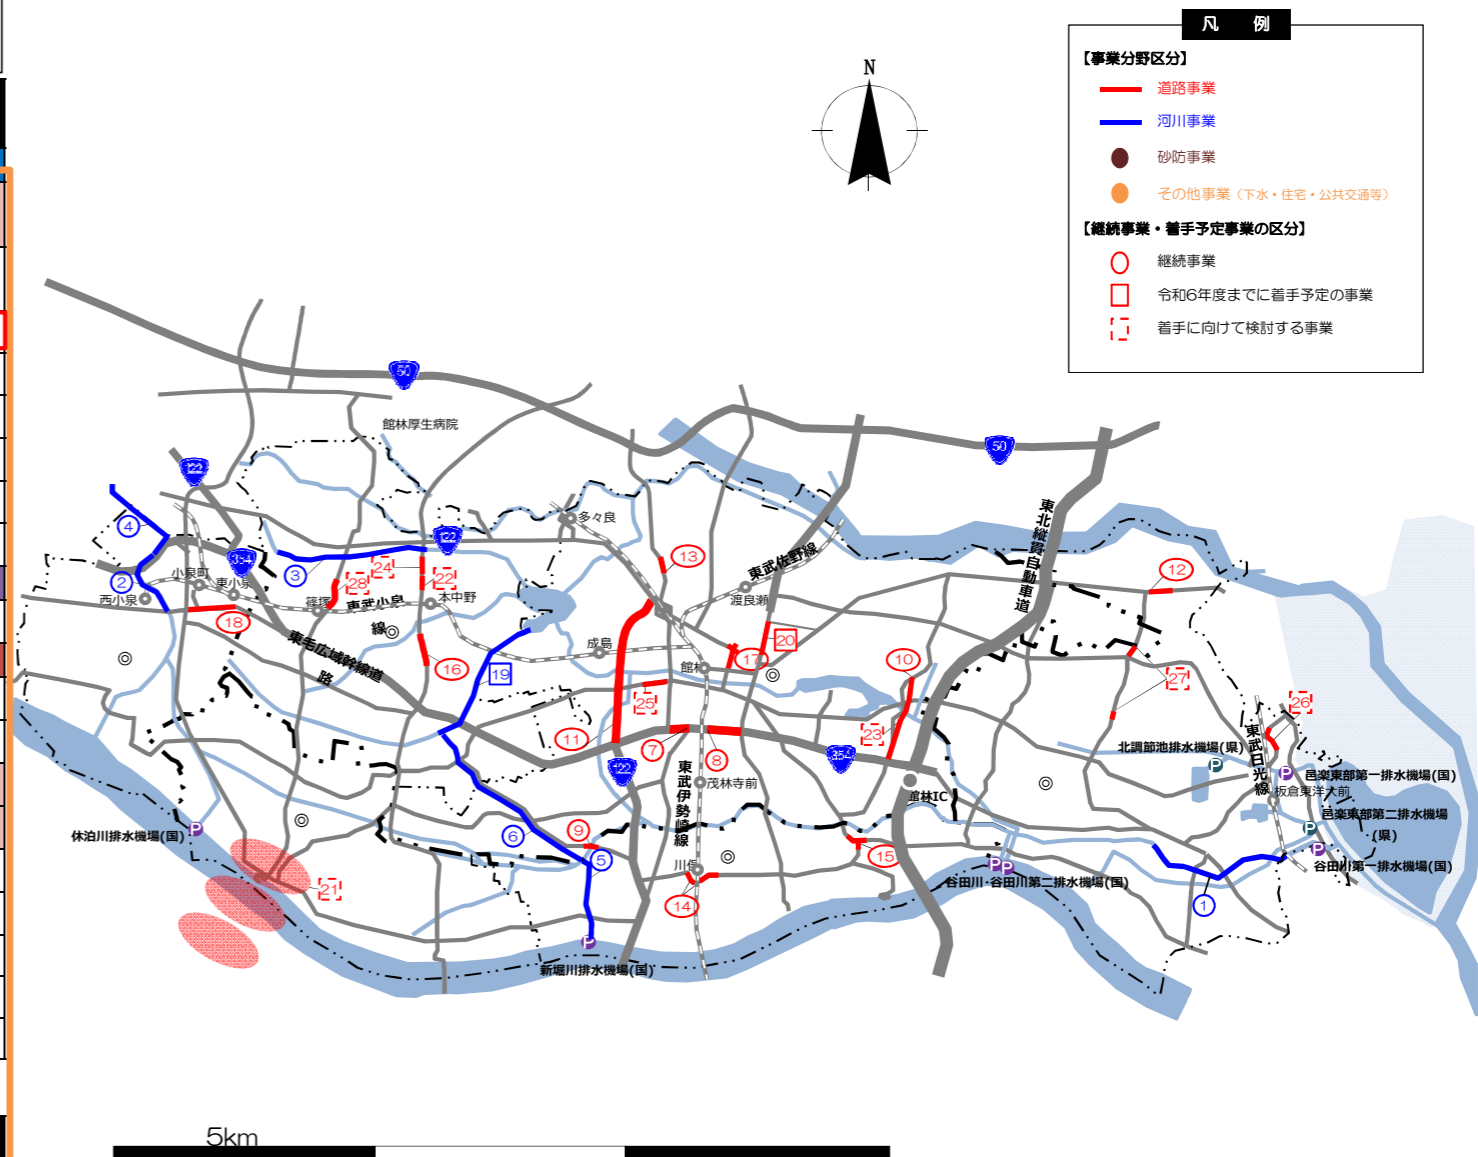 凡 例
【事業分野区分】
道路事業
河川事業
砂防事業
その他事業（下水・住宅・公共交通等）
【継続事業・着手予定事業の区分】
継続事業
令和6年度までに着手予定の事業
着手に向けて検討する事業
N
50
館林厚生病院
50
122
4
多々良
122
354
13
東武佐野線
東北縦貫自動車道
3
24
22
28
2
小泉町
東小泉
西小泉
篠塚
東武小泉線
本中野
渡良瀬
12
18
東毛広域幹線道路
成島
20
16
19
館林
17
10
27
25
26
11
7
8
23
354
122
東武伊勢崎線
茂林寺前
館林IC
北調節池排水機場(県)
東武日光線
邑楽東部第一排水機場(国)
板倉東洋大前
邑楽東部第二排水機場(県)
休泊川排水機場(国)
P
P
P
P
P
6
9
5
15
川俣
谷田川第一排水機場(国)
P P
谷田川・谷田川第二排水機場(国)
21
14
1
P
新堀川排水機場(国)
5km